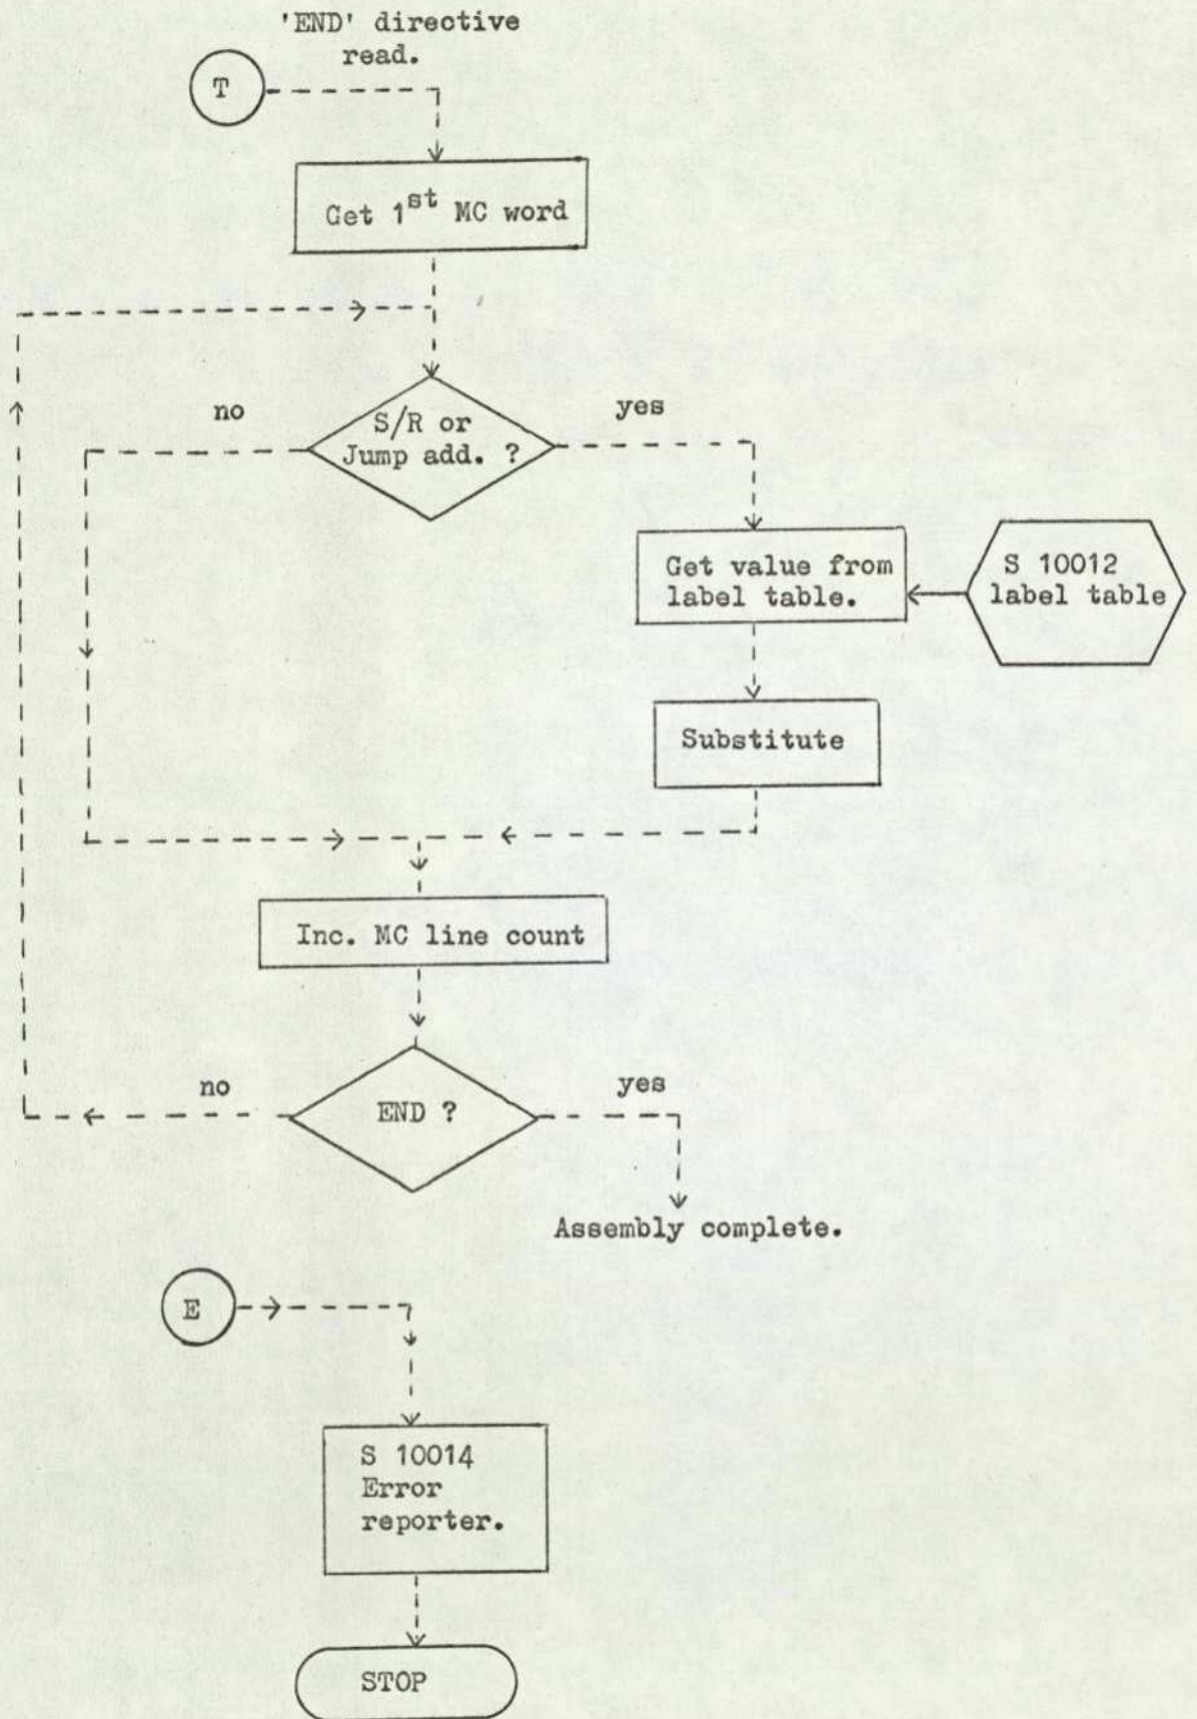 'END' directive
read.
T
Get 1st MC word
no
S/R or
Jump add. ?
yes
Get value from
label table.
S 10012
label table
Substitute
Inc. MC line count
no
END ?
yes
Assembly complete.
E
S 10014
Error
reporter.
STOP